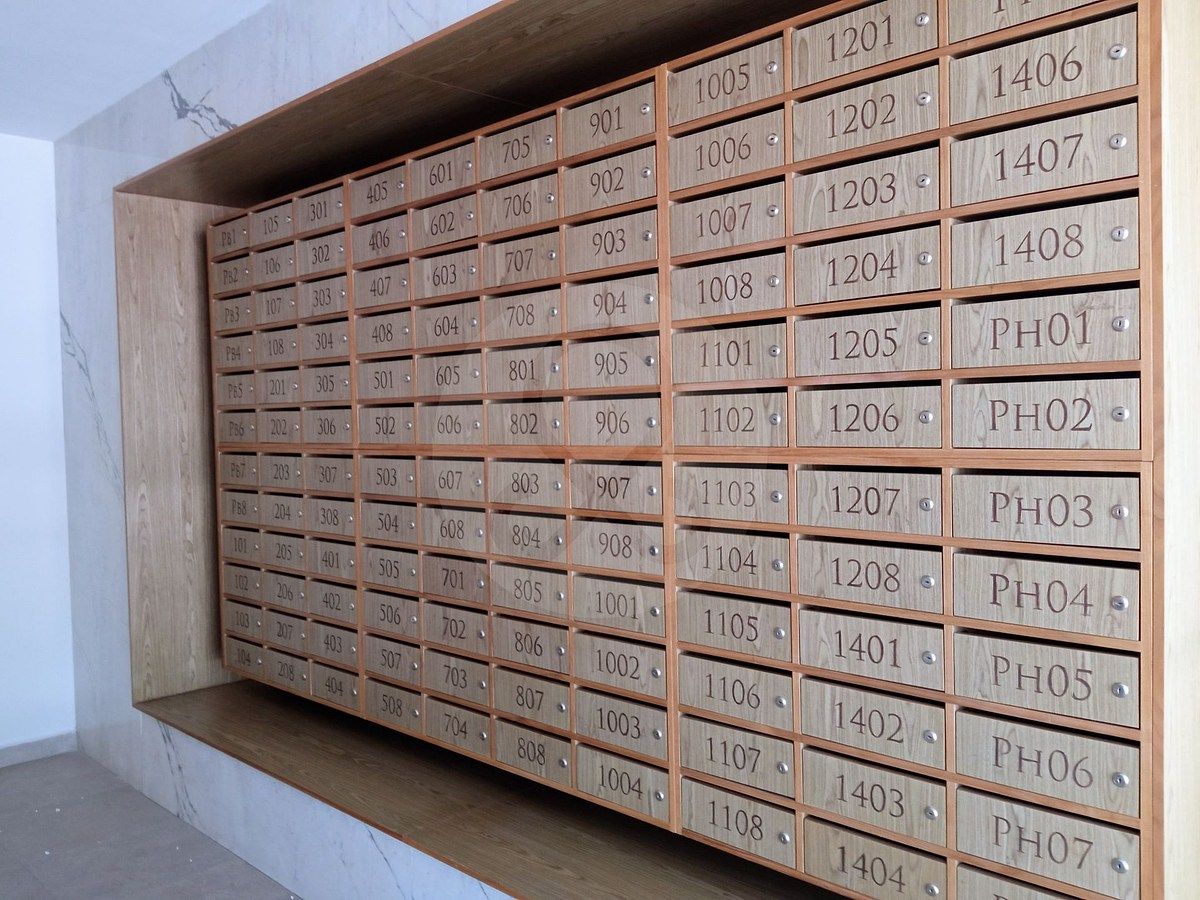 PB1 105 301 405 601 705 901 1005 1201
PB2 106 302 406 602 706 902 1006 1202 1406
PB3 107 303 407 603 707 903 1007 1203 1407
PB4 108 304 408 604 708 904 1008 1204 1408
PB5 201 305 501 605 801 905 1101 1205 PH01
PB6 202 306 502 606 802 906 1102 1206 PH02
PB7 203 307 503 607 803 907 1103 1207 PH03
PB8 204 308 504 608 804 908 1104 1208 PH04
101 205 401 505 701 805 1001 1105 1401 PH05
102 206 402 506 702 806 1002 1106 1402 PH06
103 207 403 507 703 807 1003 1107 1403 PH07
104 208 404 508 704 808 1004 1108 1404